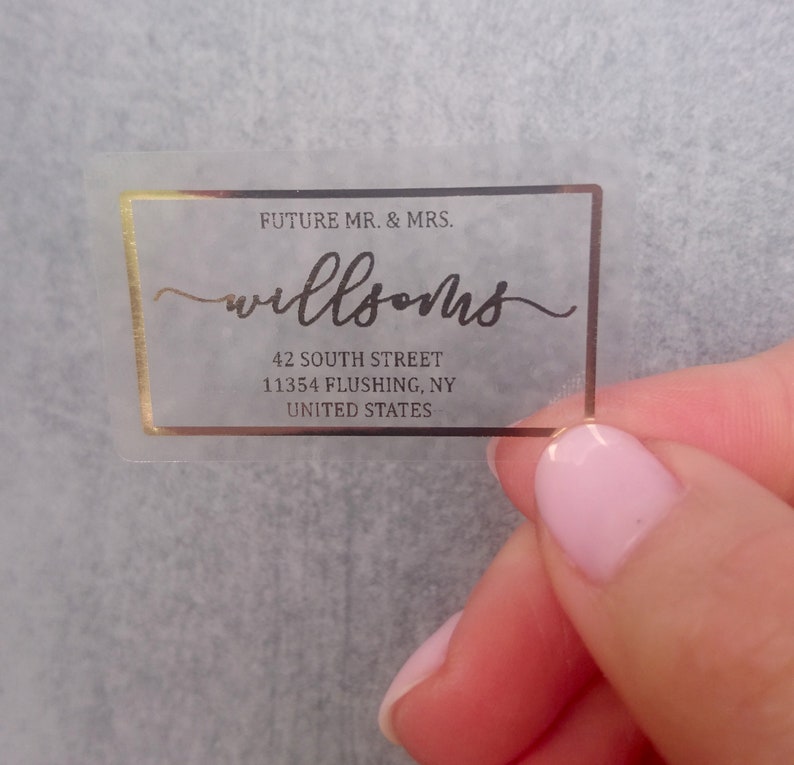 FUTURE MR. & MRS.
willsoms
42 SOUTH STREET
11354 FLUSHING, NY
UNITED STATES